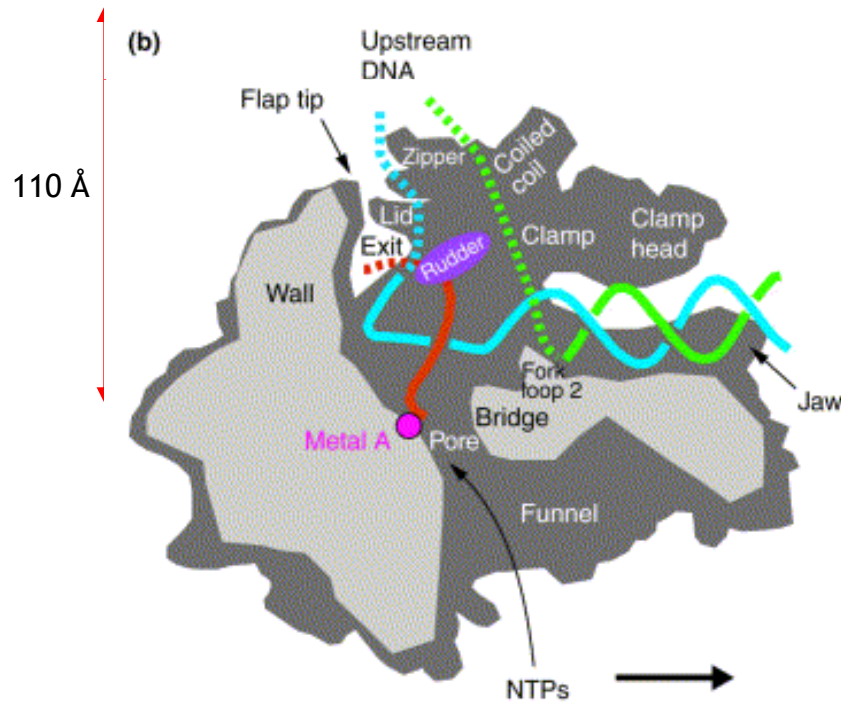 (b)
Upstream
DNA
Flap tip
Zipper
Coiled
coil
110 Å
Lid
Clamp
Clamp
head
Exit
Rudder
Wall
Fork
loop 2
Jaw
Bridge
Metal A
Pore
Funnel
NTPs